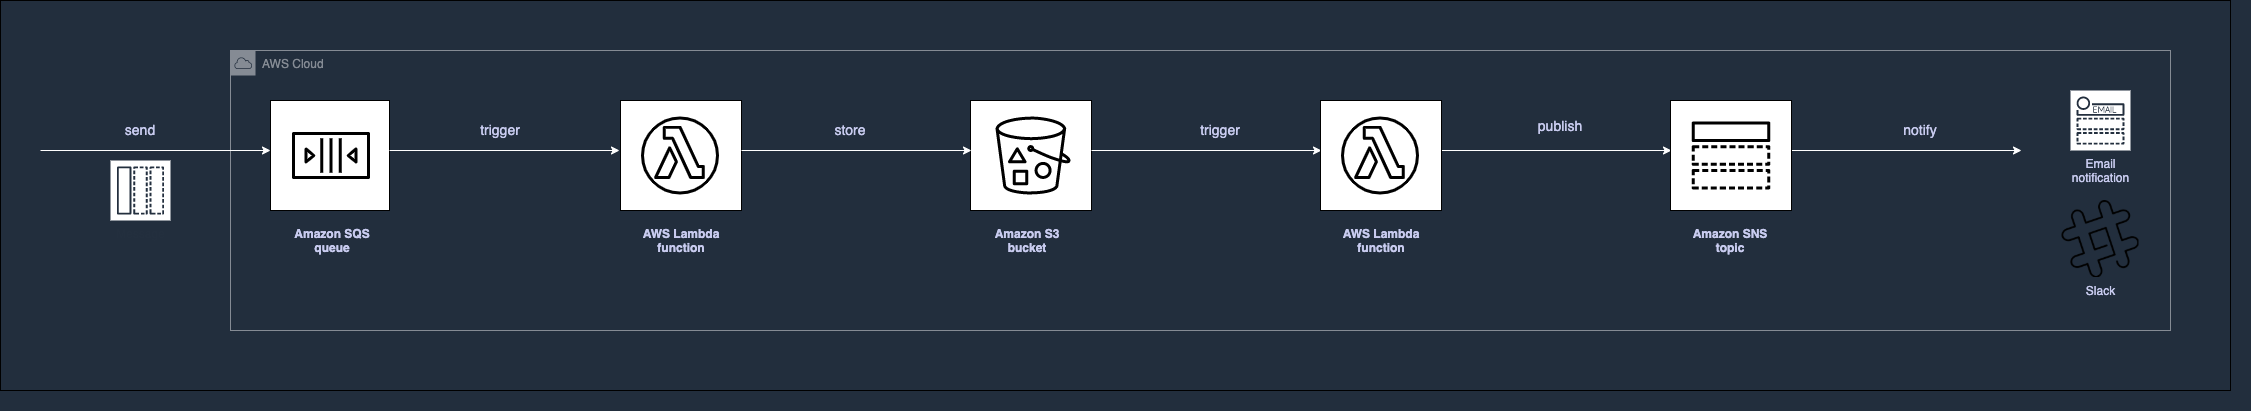 AWS Cloud
send
trigger
store
trigger
publish
notify
EMAIL
Email
notification
Amazon SQS
queue
AWS Lambda
function
Amazon S3
bucket
AWS Lambda
function
Amazon SNS
topic
Slack